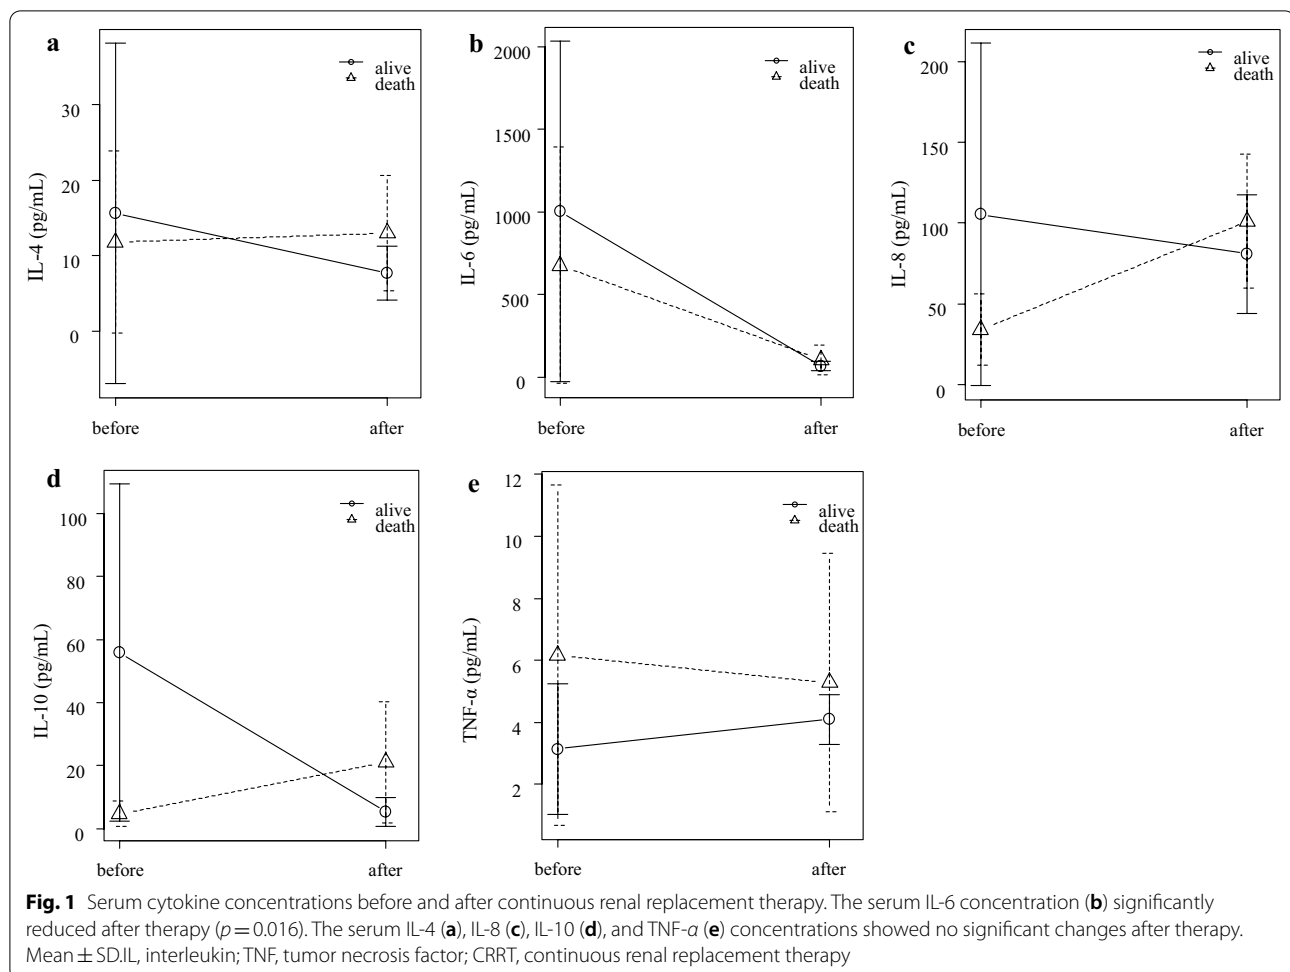 a
alive
death
30
20
10
0
IL-4 (pg/mL)
before after
b
alive
death
2000
1500
1000
500
0
IL-6 (pg/mL)
before after
c
alive
death
200
150
100
50
0
IL-8 (pg/mL)
before after
d
alive
death
100
80
60
40
20
0
IL-10 (pg/mL)
before after
e
alive
death
12
10
8
6
4
2
TNF-α (pg/mL)
before after
Fig. 1 Serum cytokine concentrations before and after continuous renal replacement therapy. The serum IL-6 concentration (b) significantly
reduced after therapy (p = 0.016). The serum IL-4 (a), IL-8 (c), IL-10 (d), and TNF-α (e) concentrations showed no significant changes after therapy.
Mean ± SD.IL, interleukin; TNF, tumor necrosis factor; CRRT, continuous renal replacement therapy